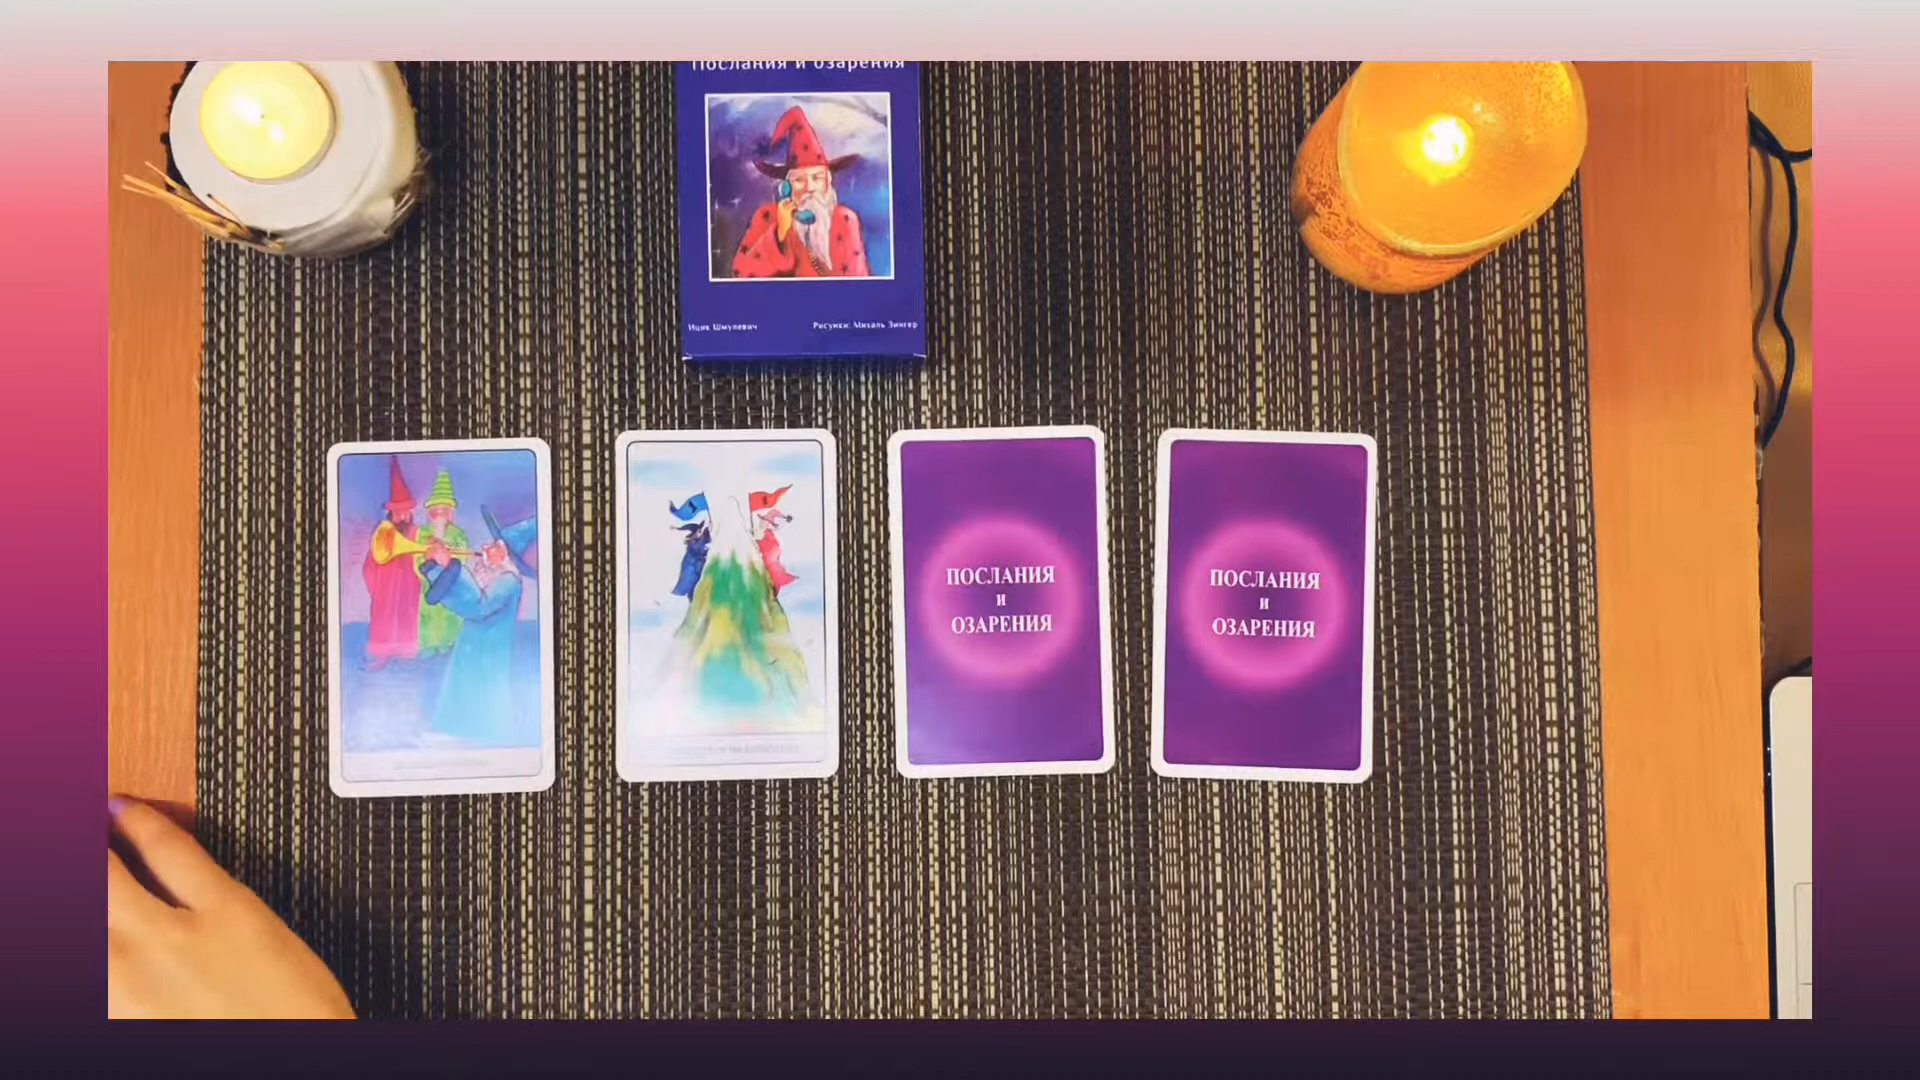 Послания и озарения
Ицик Шмулевич
Рисунки: Михаль Зингер
ПОСЛАНИЯ
и
ОЗАРЕНИЯ
ПОСЛАНИЯ
и
ОЗАРЕНИЯ